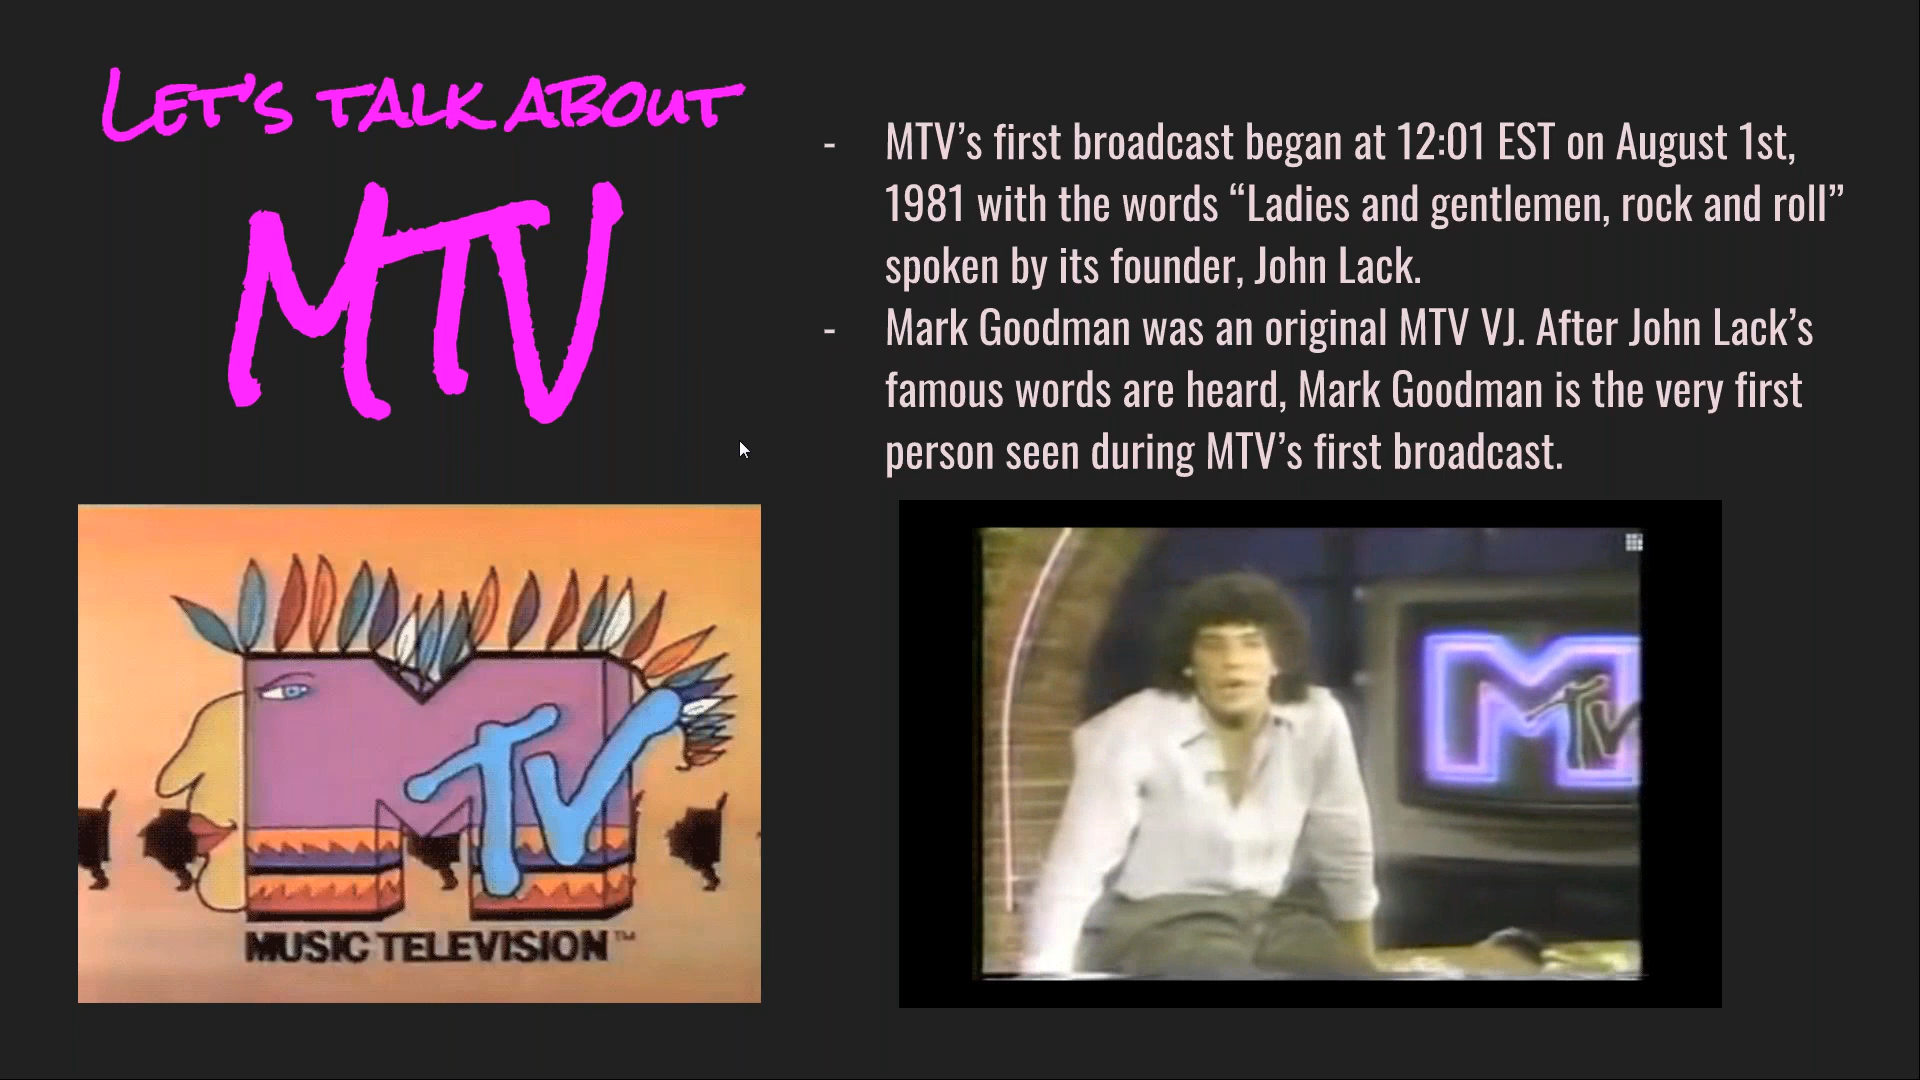 LET'S TALK ABOUT
MTV
- MTV’s first broadcast began at 12:01 EST on August 1st,
1981 with the words “Ladies and gentlemen, rock and roll”
spoken by its founder, John Lack.
- Mark Goodman was an original MTV VJ. After John Lack’s
famous words are heard, Mark Goodman is the very first
person seen during MTV’s first broadcast.
MTV
MUSIC TELEVISION™
MTV